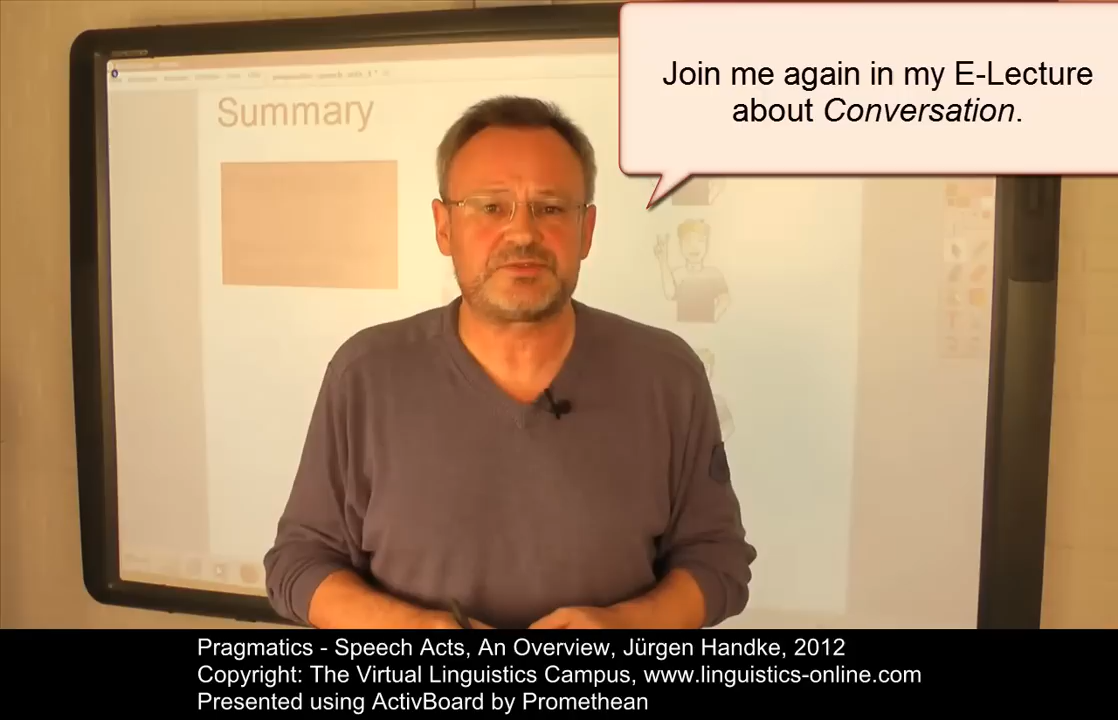 Join me again in my E-Lecture
about Conversation.
Summary
Pragmatics - Speech Acts, An Overview, Jürgen Handke, 2012
Copyright: The Virtual Linguistics Campus, www.linguistics-online.com
Presented using ActivBoard by Promethean